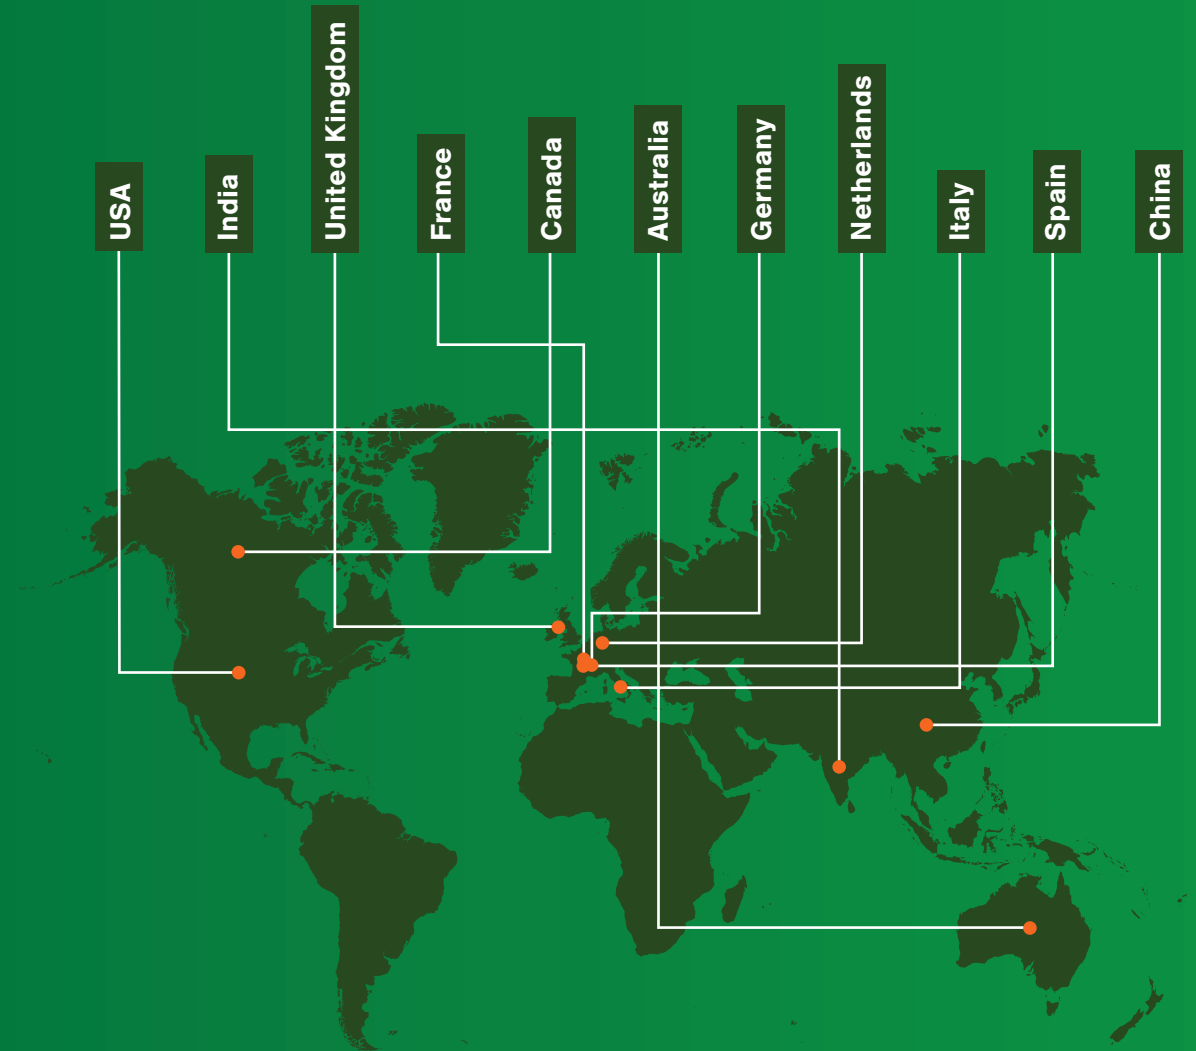 USA
India
United Kingdom
France
Canada
Australia
Germany
Netherlands
Italy
Spain
China